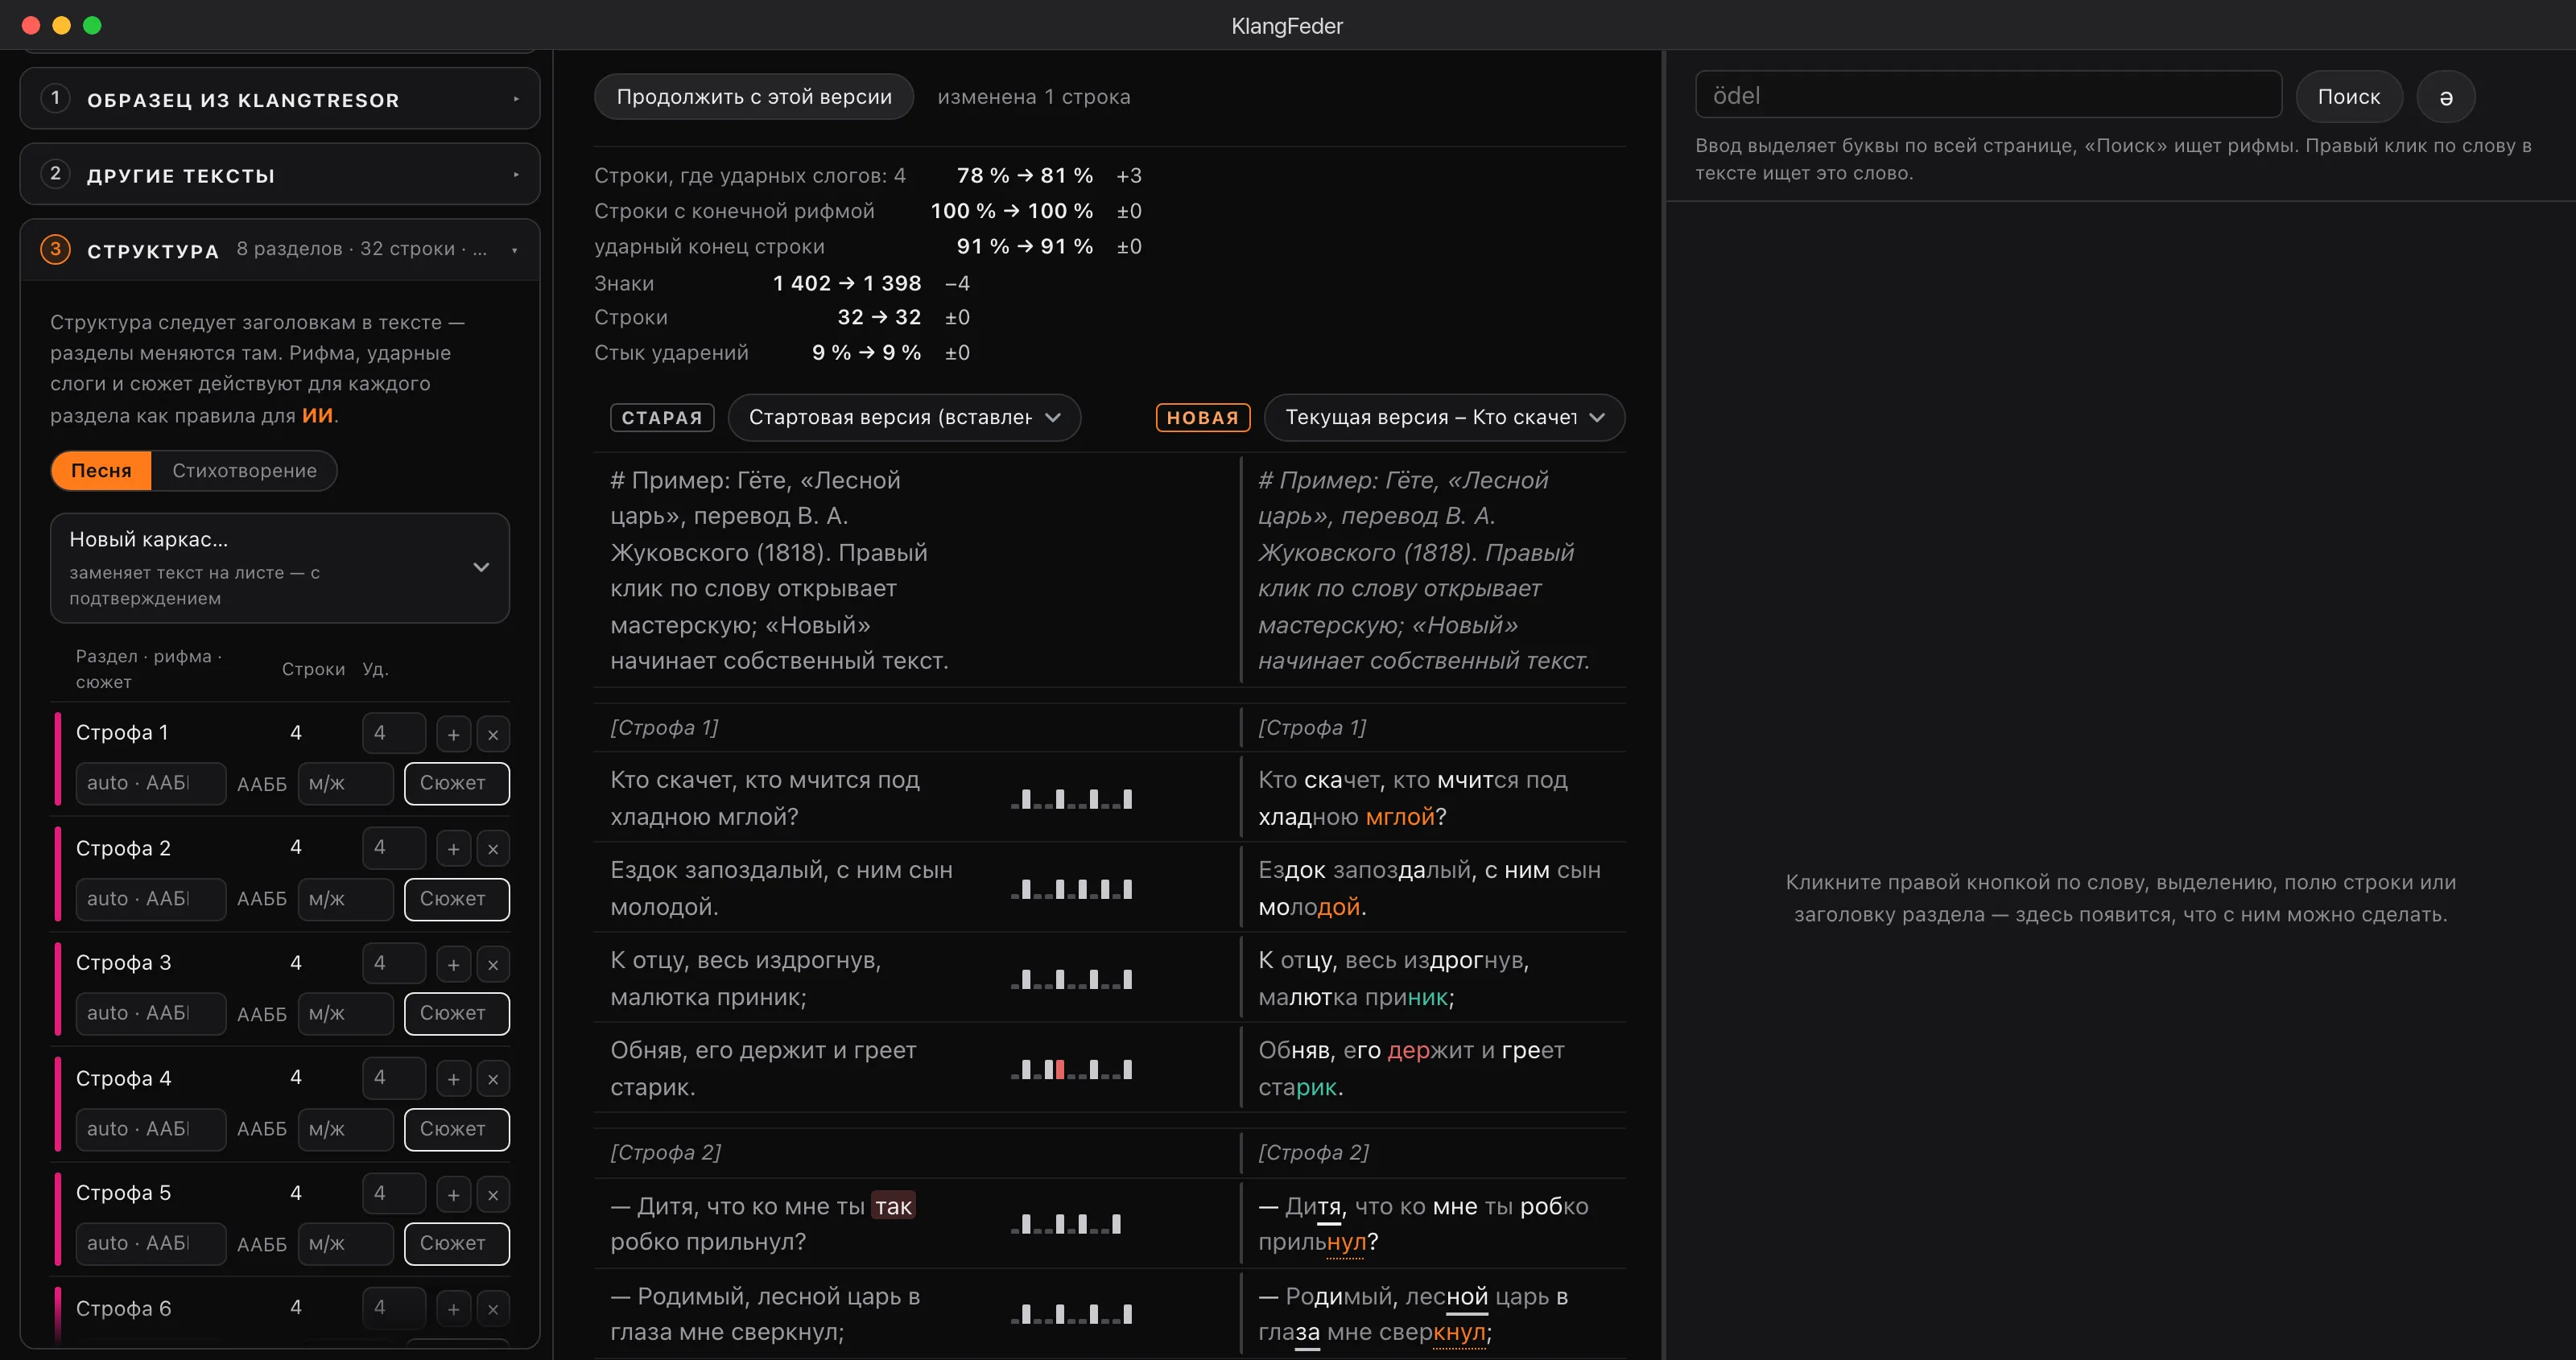 KlangFeder
1 ОБРАЗЕЦ ИЗ KLANGTRESOR
2 ДРУГИЕ ТЕКСТЫ
3 СТРУКТУРА 8 разделов · 32 строки · ...
Структура следует заголовкам в тексте —
разделы меняются там. Рифма, ударные
слоги и сюжет действуют для каждого
раздела как правила для ИИ.
Песня Стихотворение
Новый каркас…
заменяет текст на листе — с
подтверждением
Раздел · рифма ·
сюжет
Строки Уд.
Строфа 1 4 4 + ×
auto · ААБ ААББ м/ж Сюжет
Строфа 2 4 4 + ×
auto · ААБ ААББ м/ж Сюжет
Строфа 3 4 4 + ×
auto · ААБ ААББ м/ж Сюжет
Строфа 4 4 4 + ×
auto · ААБ ААББ м/ж Сюжет
Строфа 5 4 4 + ×
auto · ААБ ААББ м/ж Сюжет
Строфа 6 4 4 + ×
Продолжить с этой версии изменена 1 строка
Строки, где ударных слогов: 4 78 % → 81 % +3
Строки с конечной рифмой 100 % → 100 % ±0
ударный конец строки 91 % → 91 % ±0
Знаки 1 402 → 1 398 −4
Строки 32 → 32 ±0
Стык ударений 9 % → 9 % ±0
СТАРАЯ Стартовая версия (вставлен
НОВАЯ Текущая версия – Кто скачет
# Пример: Гёте, «Лесной
царь», перевод В. А.
Жуковского (1818). Правый
клик по слову открывает
мастерскую; «Новый»
начинает собственный текст.
# Пример: Гёте, «Лесной
царь», перевод В. А.
Жуковского (1818). Правый
клик по слову открывает
мастерскую; «Новый»
начинает собственный текст.
[Строфа 1]
[Строфа 1]
Кто скачет, кто мчится под
хладною мглой?
Кто скачет, кто мчится под
хладною мглой?
Ездок запоздалый, с ним сын
молодой.
Ездок запоздалый, с ним сын
молодой.
К отцу, весь издрогнув,
малютка приник;
К отцу, весь издрогнув,
малютка приник;
Обняв, его держит и греет
старик.
Обняв, его держит и греет
старик.
[Строфа 2]
[Строфа 2]
— Дитя, что ко мне ты так
робко прильнул?
— Дитя, что ко мне ты робко
прильнул?
— Родимый, лесной царь в
глаза мне сверкнул;
— Родимый, лесной царь в
глаза мне сверкнул;
ödel Поиск ə
Ввод выделяет буквы по всей странице, «Поиск» ищет рифмы. Правый клик по слову в
тексте ищет это слово.
Кликните правой кнопкой по слову, выделению, полю строки или
заголовку раздела — здесь появится, что с ним можно сделать.